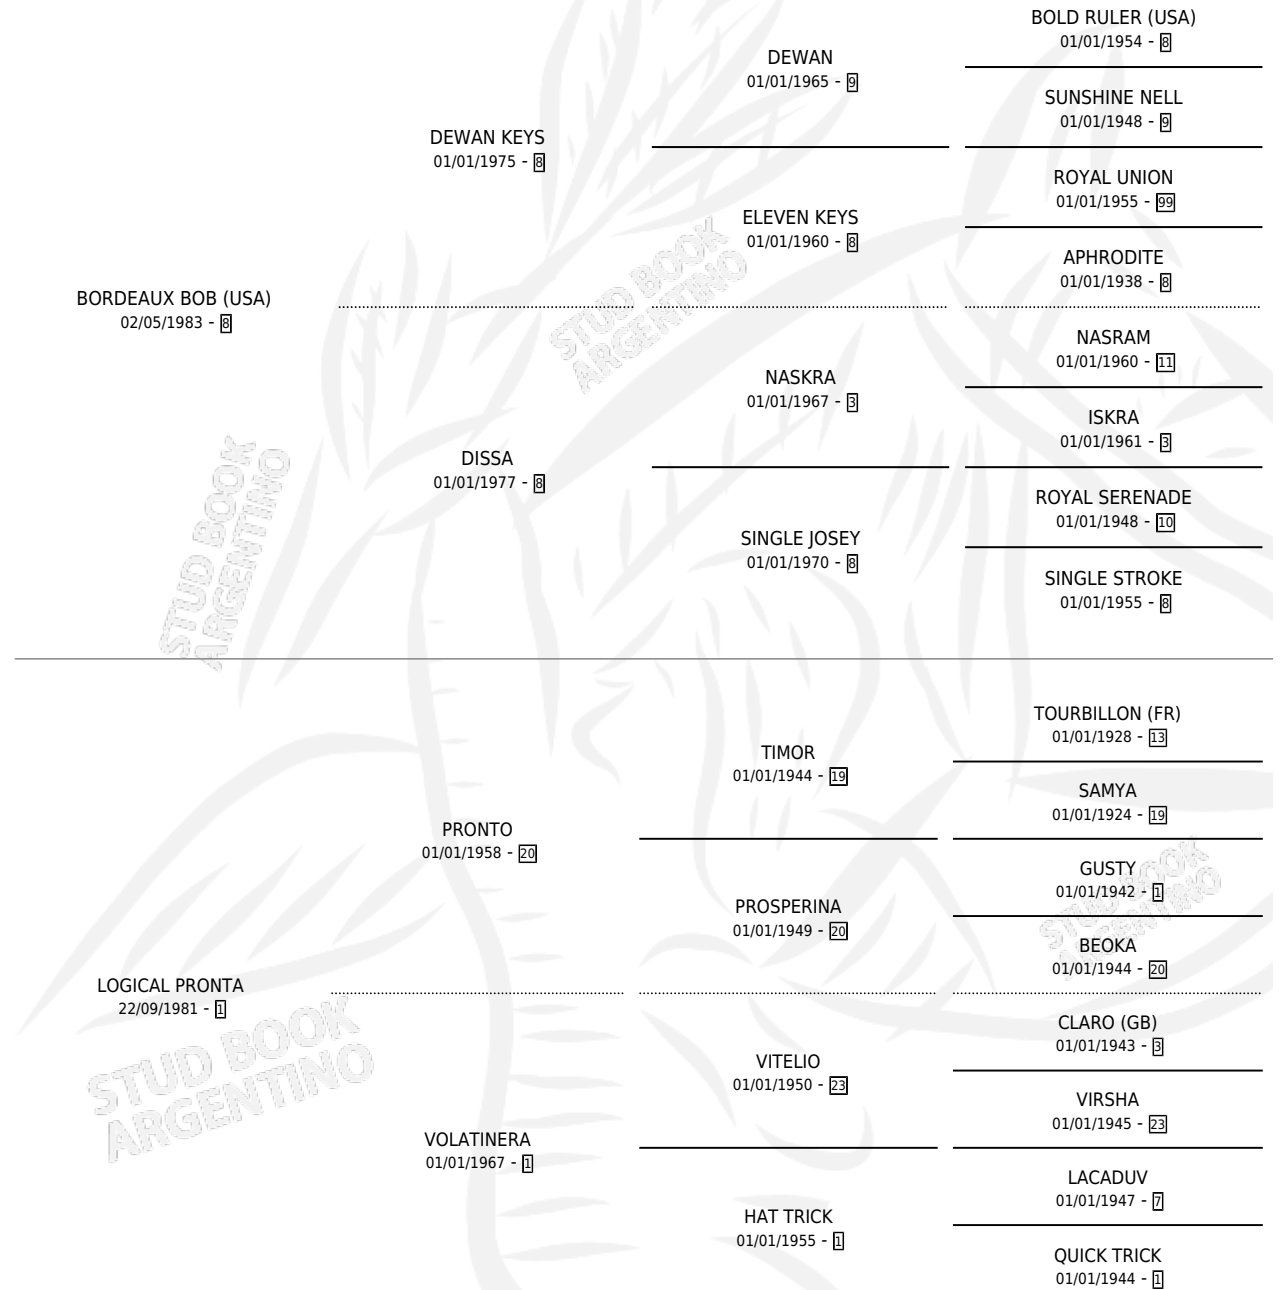 BOLD RULER (USA)
01/01/1954 - 8
DEWAN
01/01/1965 - 9
SUNSHINE NELL
01/01/1948 - 9
DEWAN KEYS
01/01/1975 - 8
ROYAL UNION
01/01/1955 - 99
ELEVEN KEYS
01/01/1960 - 8
APHRODITE
01/01/1938 - 8
BORDEAUX BOB (USA)
02/05/1983 - 8
STUD BOOK
ARGENTINO
NASRAM
01/01/1960 - 11
NASKRA
01/01/1967 - 3
ISKRA
01/01/1961 - 3
DISSA
01/01/1977 - 8
ROYAL SERENADE
01/01/1948 - 10
SINGLE JOSEY
01/01/1970 - 8
SINGLE STROKE
01/01/1955 - 8
STUD BOOK
ARGENTINO
TOURBILLON (FR)
01/01/1928 - 13
TIMOR
01/01/1944 - 19
SAMYA
01/01/1924 - 19
PRONTO
01/01/1958 - 20
GUSTY
01/01/1942 - 1
PROSPERINA
01/01/1949 - 20
STUD BOOK
ARGENTINO
BEOKA
01/01/1944 - 20
LOGICAL PRONTA
22/09/1981 - 1
CLARO (GB)
01/01/1943 - 3
VITELIO
01/01/1950 - 23
STUD BOOK
ARGENTINO
VIRSHA
01/01/1945 - 23
VOLATINERA
01/01/1967 - 1
LACADUV
01/01/1947 - 7
HAT TRICK
01/01/1955 - 1
QUICK TRICK
01/01/1944 - 1